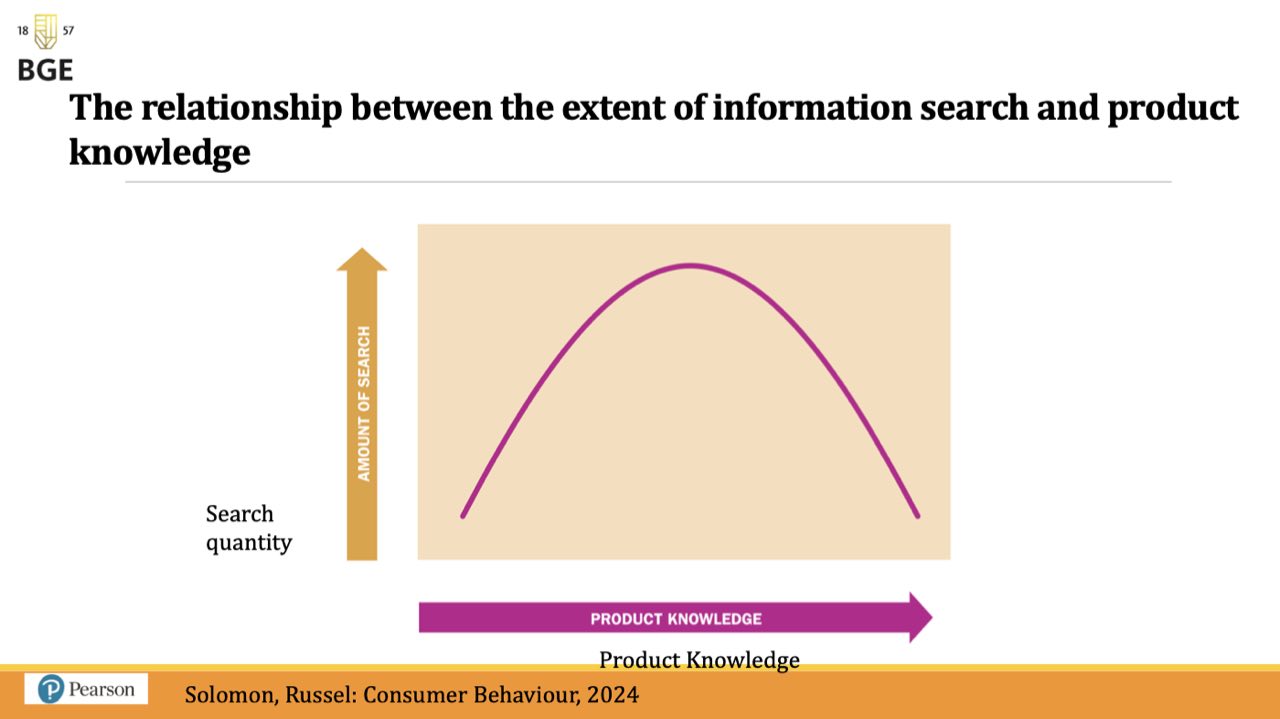 18 57
BGE
The relationship between the extent of information search and product
knowledge
AMOUNT OF SEARCH
Search
quantity
PRODUCT KNOWLEDGE
Product Knowledge
Pearson
Solomon, Russel: Consumer Behaviour, 2024